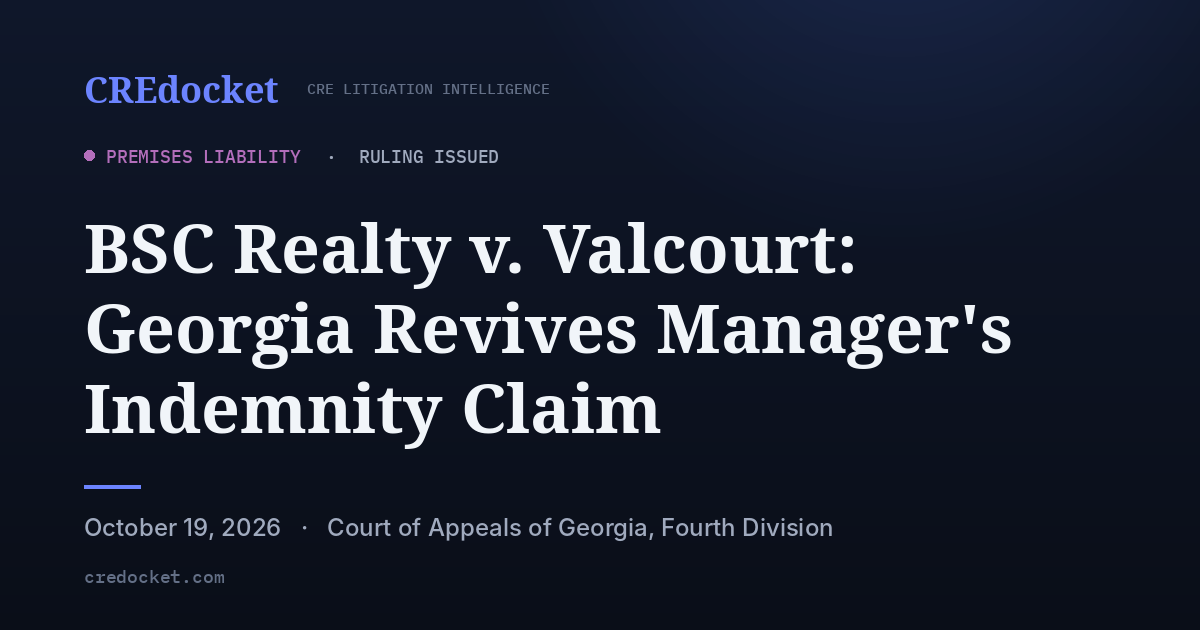 CREdocket CRE LITIGATION INTELLIGENCE
PREMISES LIABILITY · RULING ISSUED
BSC Realty v. Valcourt:
Georgia Revives Manager's
Indemnity Claim
October 19, 2026 · Court of Appeals of Georgia, Fourth Division
credocket.com